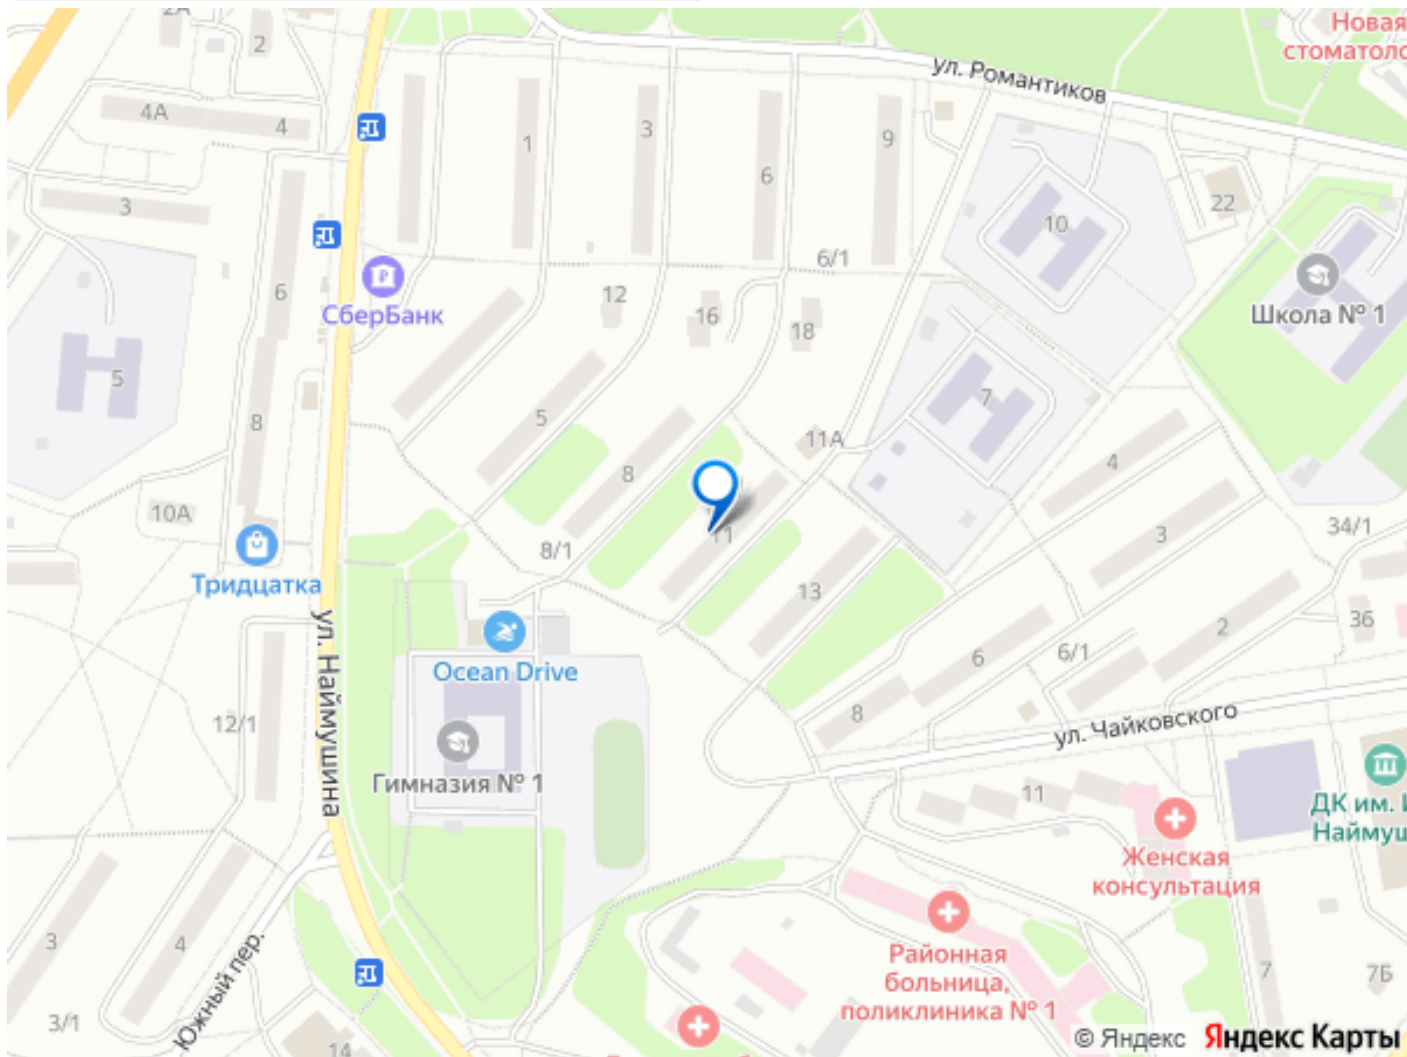 2А
2
Новая
стоматоло
ул. Романтиков
4А
4
1
3
6
9
3
10
22
6/1
6
12
16
18
СберБанк
Школа № 1
5
8
5
7
11А
8
4
10А
11
3
34/1
8/1
Тридцатка
13
ул. Наймушина
Ocean Drive
6
6/1
2
36
12/1
8
ул. Чайковского
Гимназия № 1
11
ДК им. И
Наймуш
Женская
консультация
3
4
Южный пер.
Районная
больница,
поликлиника № 1
7
7Б
3/1
14
© Яндекс Яндекс Карты